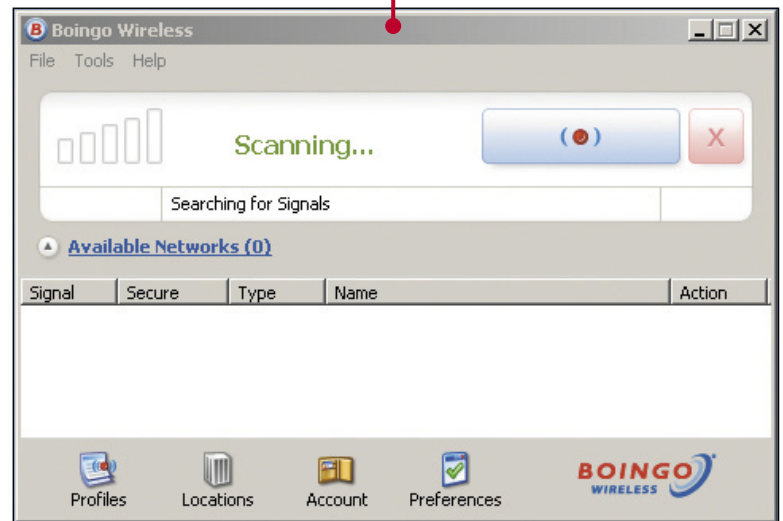 B Boingo Wireless
File Tools Help
Scanning...
X
Searching for Signals
Available Networks (0)
Signal Secure Type Name Action
Profiles Locations Account Preferences
BOINGO
WIRELESS